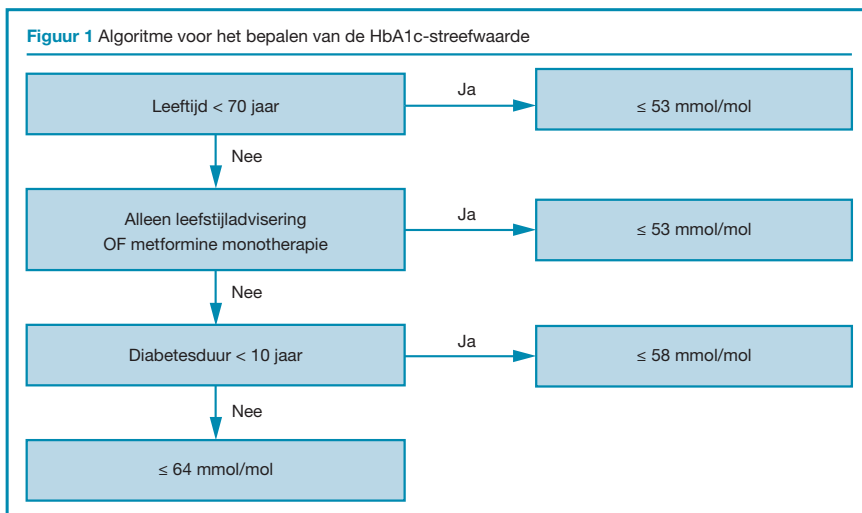 Figuur 1 Algoritme voor het bepalen van de HbA1c-streefwaarde
Leeftijd < 70 jaar
Ja
≤ 53 mmol/mol
Nee
Alleen leefstijladvisering
OF metformine monotherapie
Ja
≤ 53 mmol/mol
Nee
Diabetesduur < 10 jaar
Ja
≤ 58 mmol/mol
Nee
≤ 64 mmol/mol